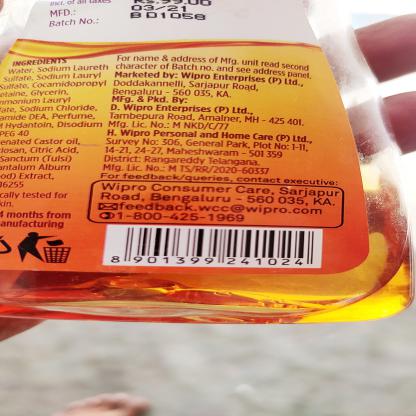 Incl. of all taxes
Rs.99.00
MFD.: 03/21
Batch No.: BD1058
INGREDIENTS
Water, Sodium Laureth
Sulfate, Sodium Lauryl
Sulfate, Cocamidopropyl
Betaine, Glycerin,
Ammonium Lauryl
Sodium Chloride,
DEA, Perfume,
Hydantoin, Disodium
PEG 40
Castor oil,
Citric Acid,
Sanctum (Tulsi)
Santalum Album
Extract,
16255
tested for
skin.
months from
manufacturing
For name & address of Mfg. unit read second
character of Batch no. and see address panel.
Marketed by: Wipro Enterprises (P) Ltd.,
Doddakannelli, Sarjapur Road,
Bengaluru - 560 035, KA.
Mfg. & Pkd. By:
D. Wipro Enterprises (P) Ltd.,
Tambepura Road, Amalner, MH - 425 401.
Mfg. Lic. No.: M NKD/C/77
H. Wipro Personal and Home Care (P) Ltd.,
Survey No: 306, General Park, Plot No: 1-11,
14-21, 24-27, Maheshwaram - 501 359
District: Rangareddy Telangana.
Mfg. Lic. No.: M TS/RR/2020-60337
For feedback/queries, contact executive:
Wipro Consumer Care, Sarjapur
Road, Bengaluru - 560 035, KA.
feedback.wcc@wipro.com
1-800-425-1969
8 901399 241024